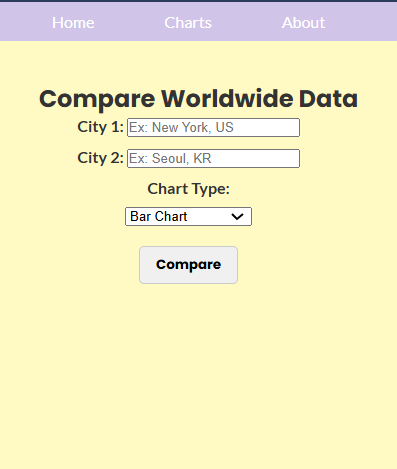 Home Charts About
Compare Worldwide Data
City 1: Ex: New York, US
City 2: Ex: Seoul, KR
Chart Type:
Bar Chart
Compare